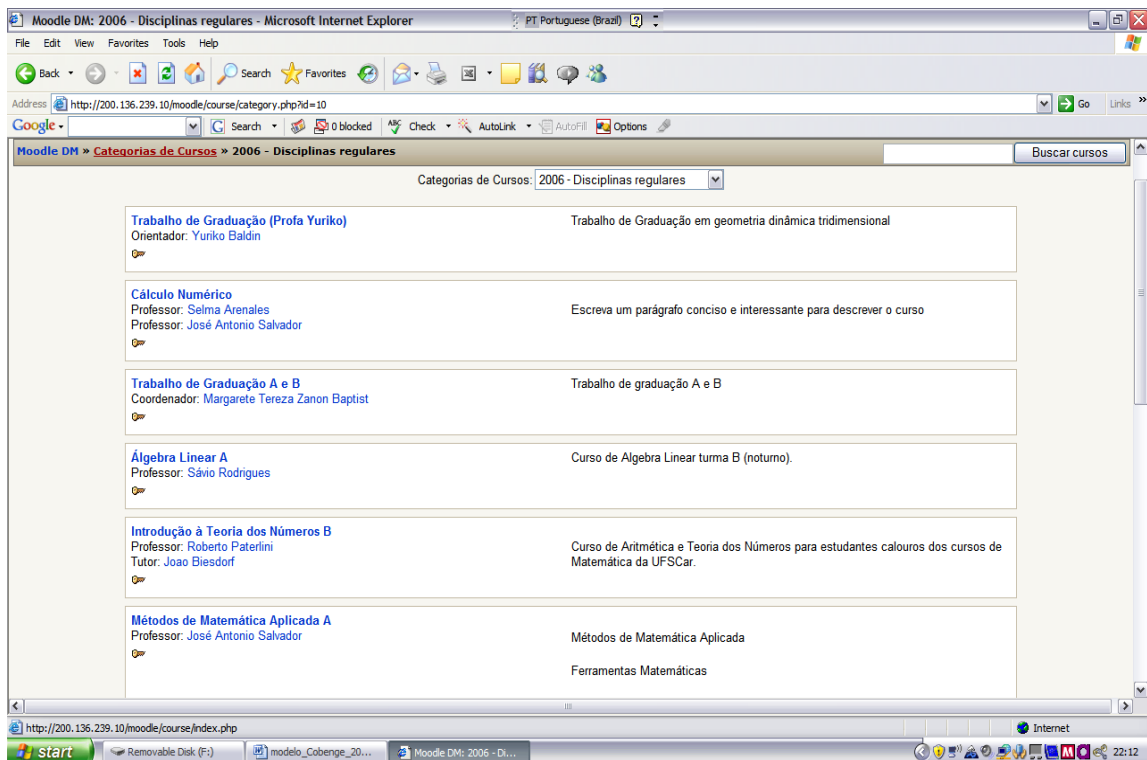 Moodle DM: 2006 - Disciplinas regulares - Microsoft Internet Explorer
PT Portuguese (Brazil)
File Edit View Favorites Tools Help
Back Search Favorites
Address http://200.136.239.10/moodle/course/category.php?id=10 Go Links »
Google Search 0 blocked ABC Check AutoLink AutoFill Options
Moodle DM » Categorias de Cursos » 2006 - Disciplinas regulares Buscar cursos
Categorias de Cursos: 2006 - Disciplinas regulares
Trabalho de Graduação (Profa Yuriko)
Orientador: Yuriko Baldin
Trabalho de Graduação em geometria dinâmica tridimensional
Cálculo Numérico
Professor: Selma Arenales
Professor: José Antonio Salvador
Escreva um parágrafo conciso e interessante para descrever o curso
Trabalho de Graduação A e B
Coordenador: Margarete Tereza Zanon Baptist
Trabalho de graduação A e B
Álgebra Linear A
Professor: Sávio Rodrigues
Curso de Algebra Linear turma B (noturno).
Introdução à Teoria dos Números B
Professor: Roberto Paterlini
Tutor: Joao Biesdorf
Curso de Aritmética e Teoria dos Números para estudantes calouros dos cursos de
Matemática da UFSCar.
Métodos de Matemática Aplicada A
Professor: José Antonio Salvador
Métodos de Matemática Aplicada
Ferramentas Matemáticas
http://200.136.239.10/moodle/course/index.php Internet
start Removable Disk (F:) modelo_Cobenge_20... Moodle DM: 2006 - Di... 22:12